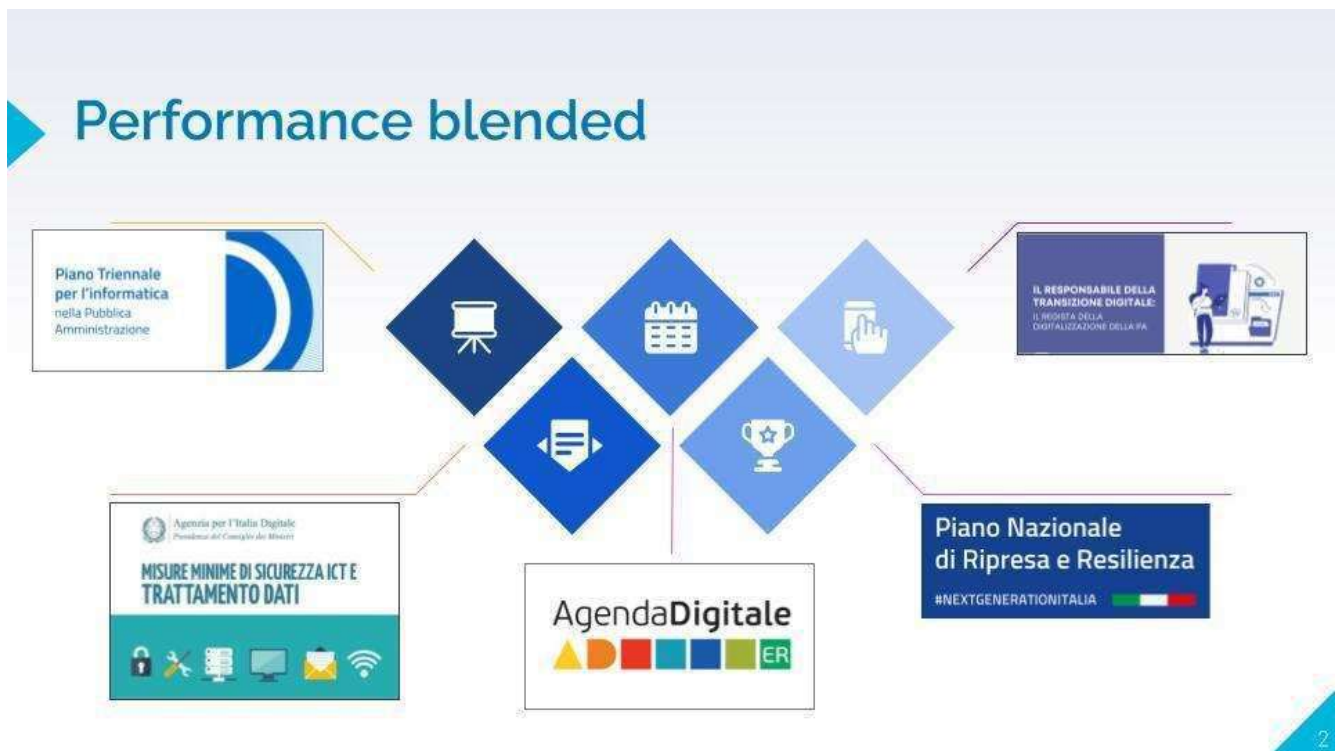 Performance blended
Piano Triennale
per l'informatica
nella Pubblica
Amministrazione
IL RESPONSABILE DELLA
TRANSIZIONE DIGITALE:
IL REGISTA DELLA
DIGITALIZZAZIONE DELLA PA
Agenzia per l'Italia Digitale
Presidenza del Consiglio dei Ministri
MISURE MINIME DI SICUREZZA ICT E
TRATTAMENTO DATI
AgendaDigitale
ER
Piano Nazionale
di Ripresa e Resilienza
#NEXTGENERATIONITALIA
2